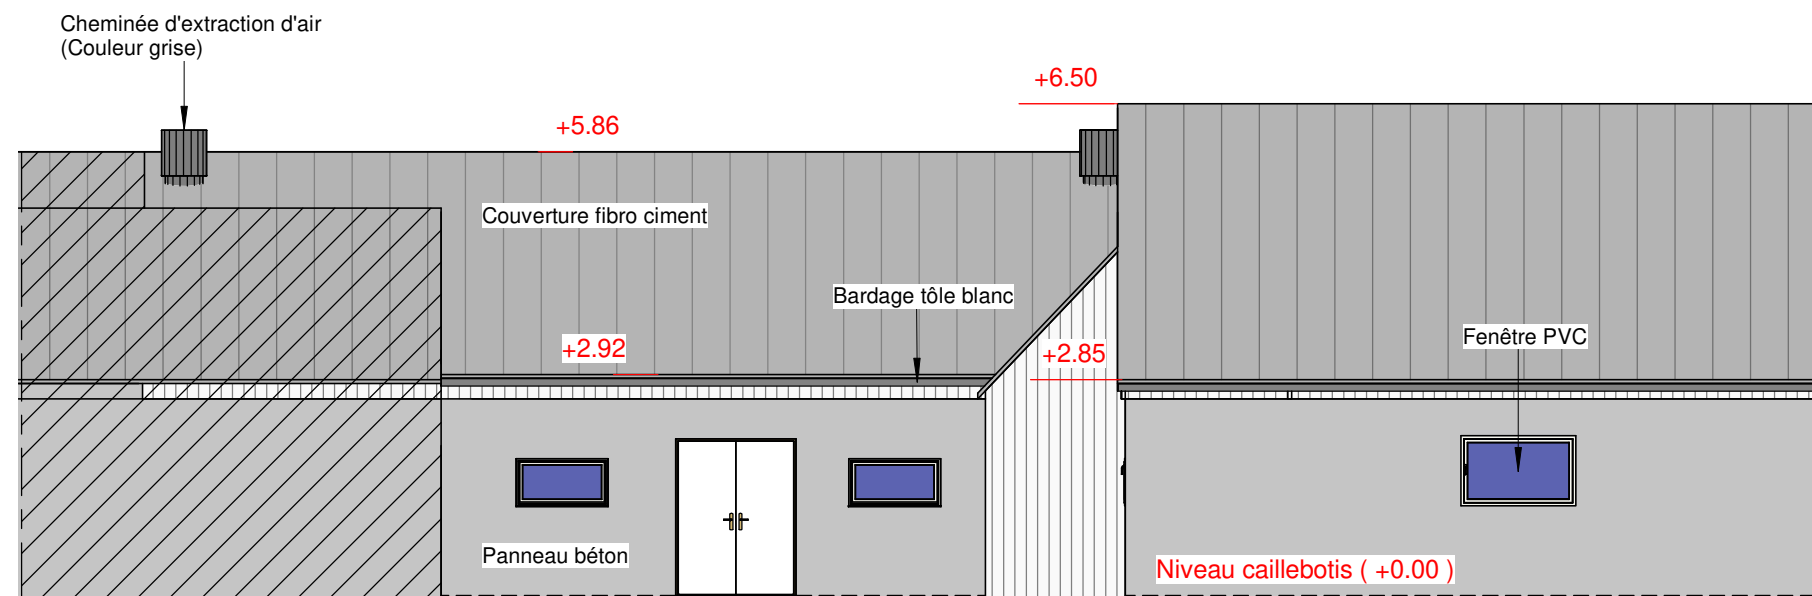 Cheminée d'extraction d'air
(Couleur grise)
+6.50
+5.86
Couverture fibro ciment
Bardage tôle blanc
+2.92
+2.85
Fenêtre PVC
Panneau béton
Niveau caillebotis ( +0.00 )